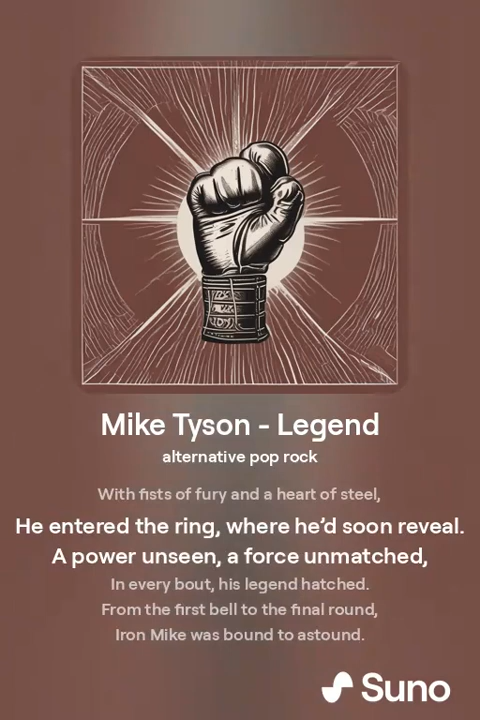 Mike Tyson - Legend
alternative pop rock
With fists of fury and a heart of steel,
He entered the ring, where he'd soon reveal.
A power unseen, a force unmatched,
In every bout, his legend hatched.
From the first bell to the final round,
Iron Mike was bound to astound.
Suno